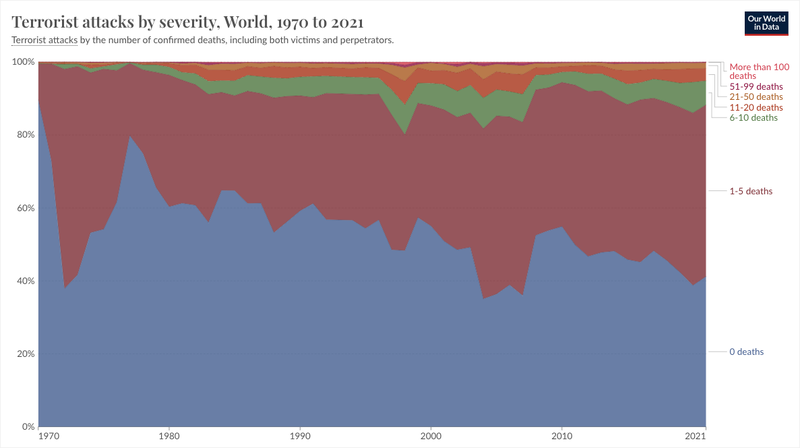 Terrorist attacks by severity, World, 1970 to 2021
Terrorist attacks by the number of confirmed deaths, including both victims and perpetrators.
Our World
in Data
100%
80%
60%
40%
20%
0%
1970
1980
1990
2000
2010
2021
More than 100
deaths
51-99 deaths
21-50 deaths
11-20 deaths
6-10 deaths
1-5 deaths
0 deaths